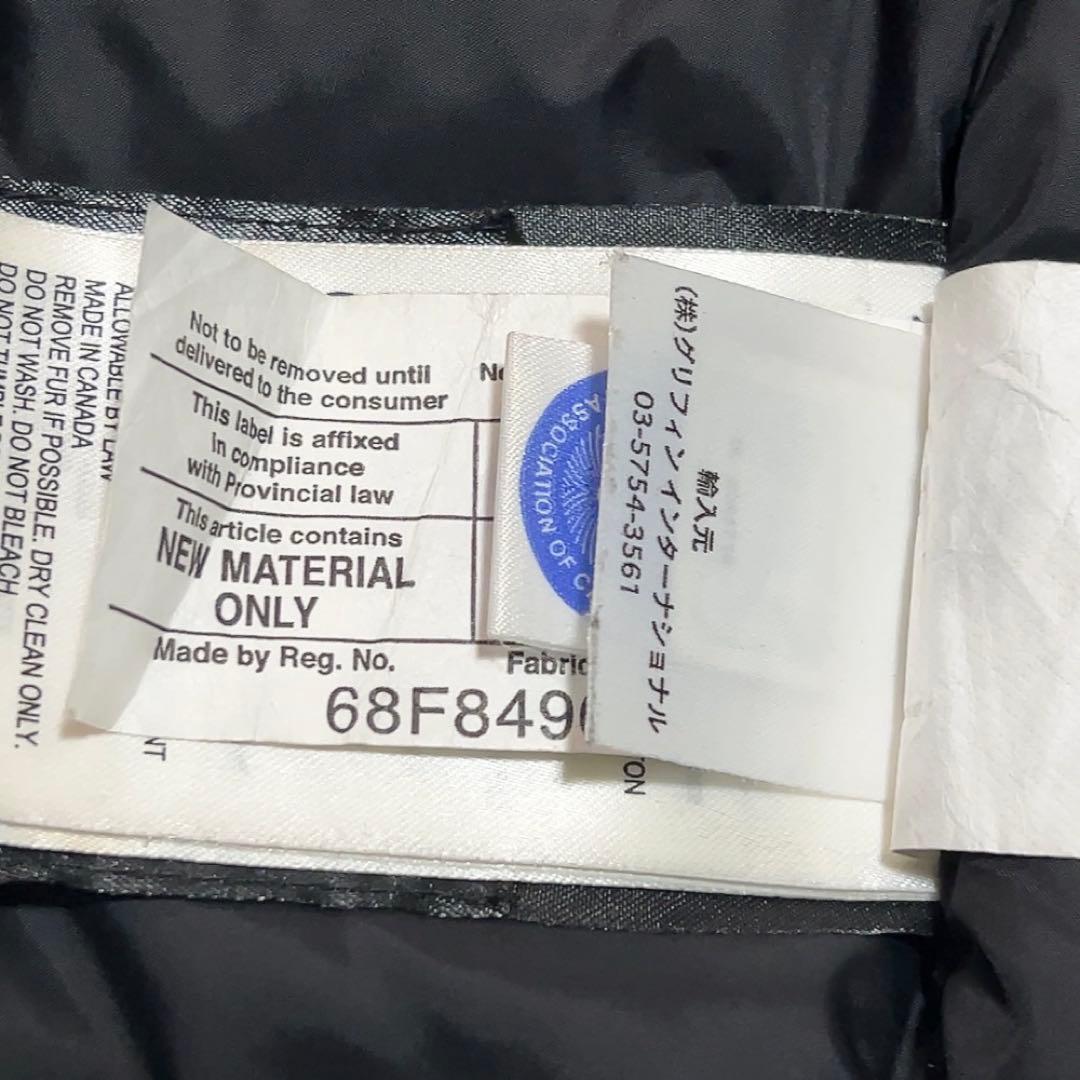 ALLOWABLE BY LAW
MADE IN CANADA
REMOVE FUR IF POSSIBLE. DRY CLEAN ONLY.
DO NOT WASH. DO NOT BLEACH
DO NOT TUMBLE
Not to be removed until
delivered to the consumer
This label is affixed
In compliance
with Provincial law
This article contains
NEW MATERIAL
ONLY
Made by Reg. No.
68F849
ASSOCIATION OF C
輸入元
(株)グリフィンインターナショナル
03-5754-3561